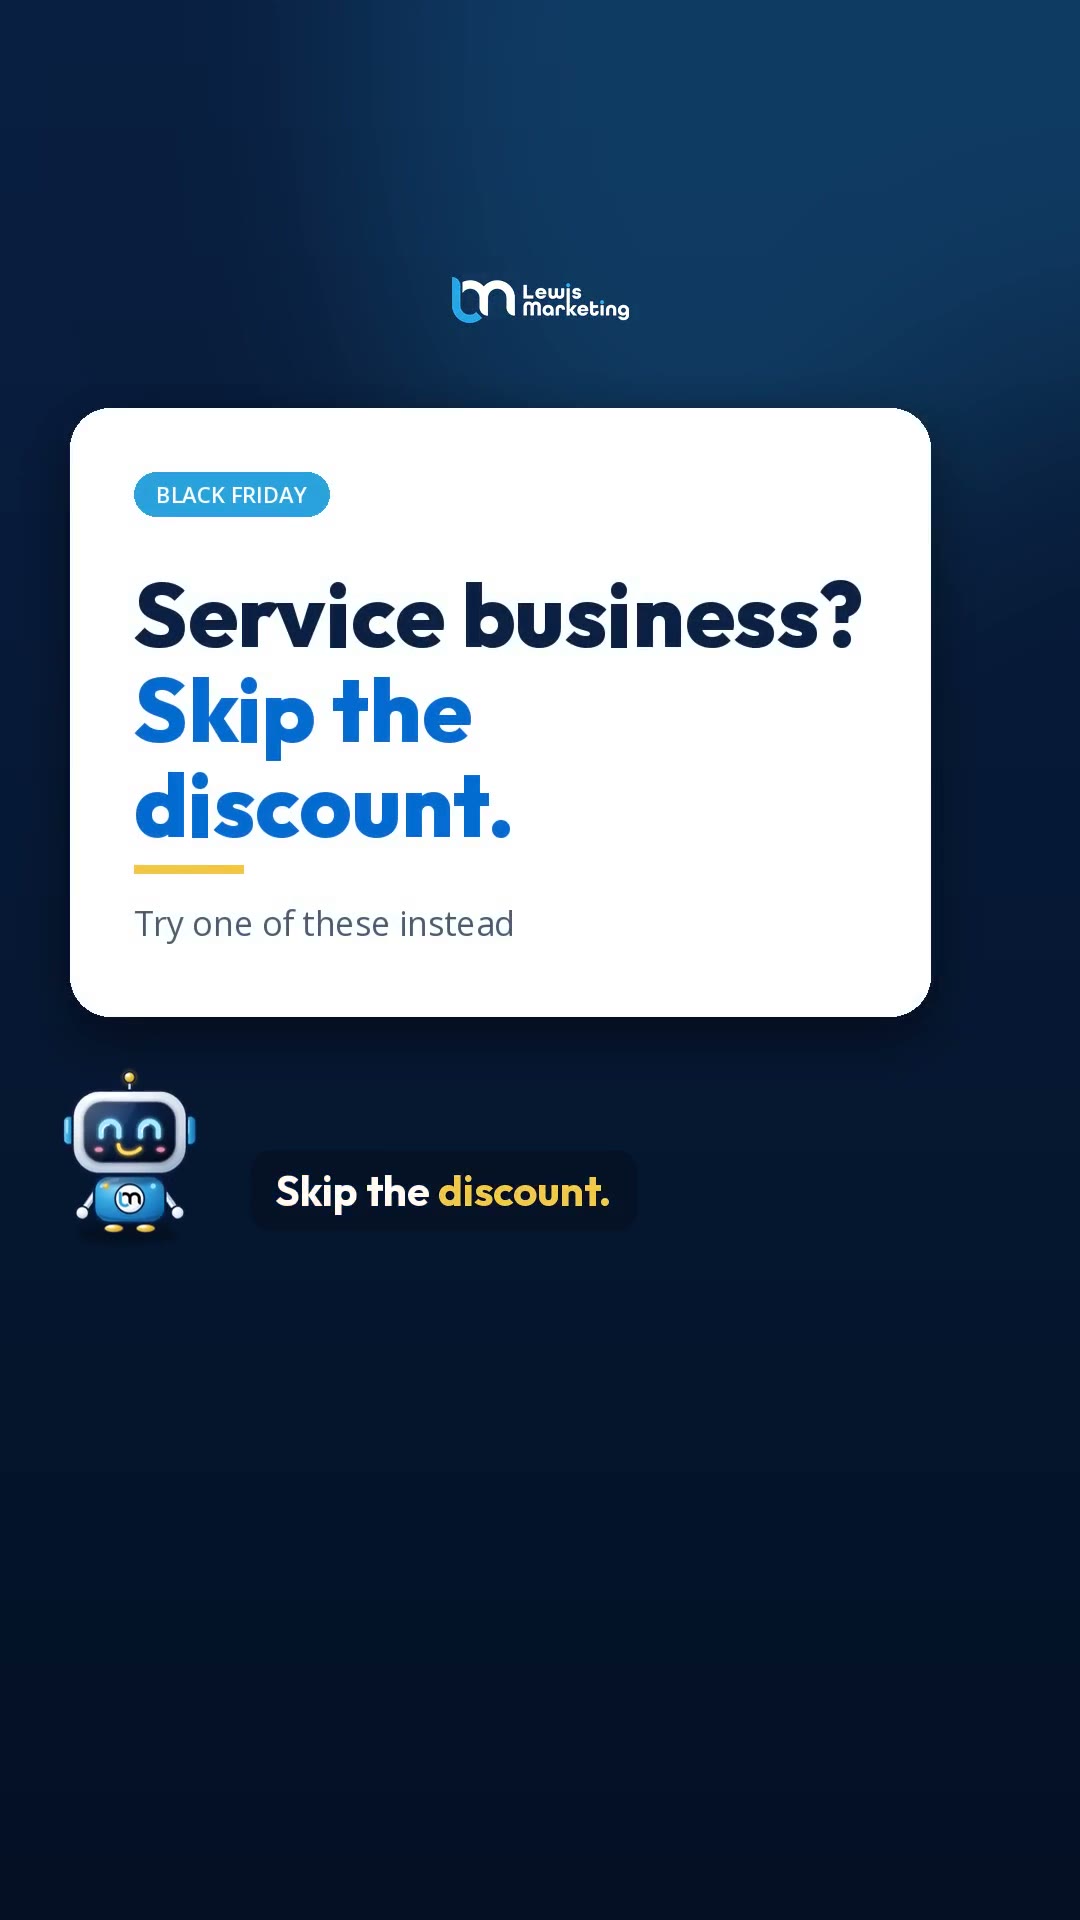 Lewis
Marketing
BLACK FRIDAY
Service business?
Skip the
discount.
Try one of these instead
Skip the discount.